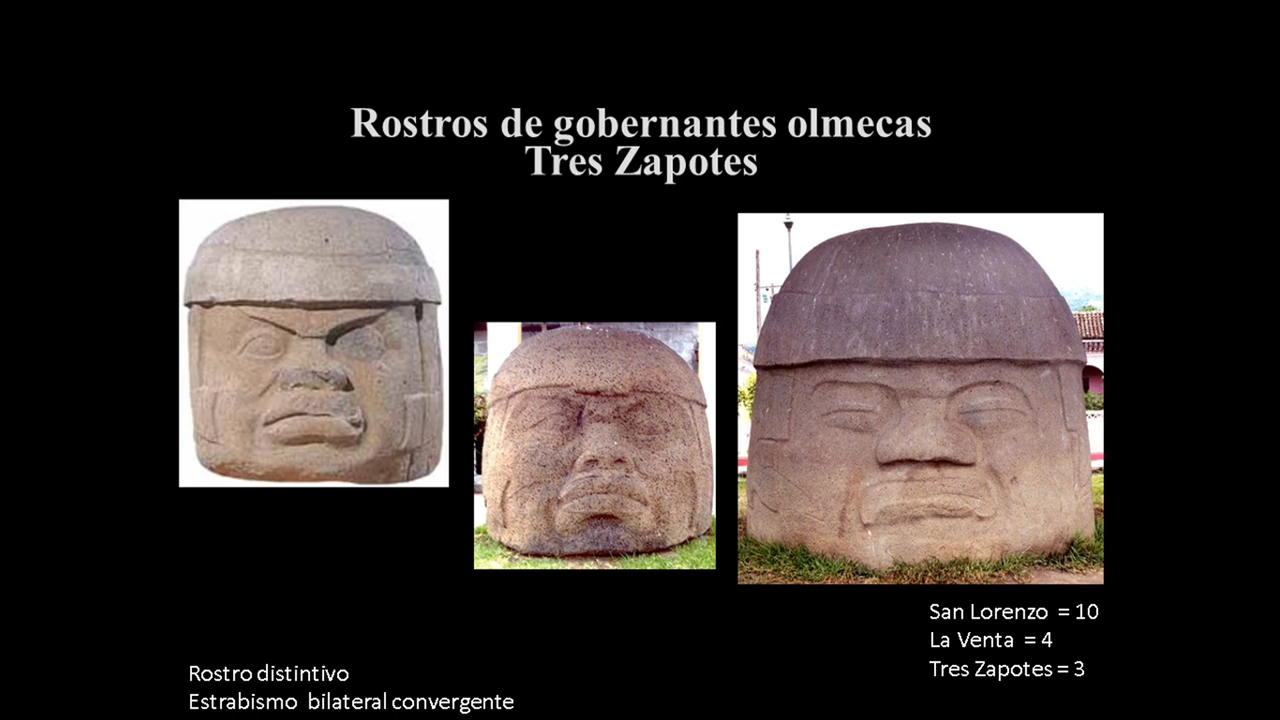 Rostros de gobernantes olmecas
Tres Zapotes
San Lorenzo = 10
La Venta = 4
Tres Zapotes = 3
Rostro distintivo
Estrabismo bilateral convergente